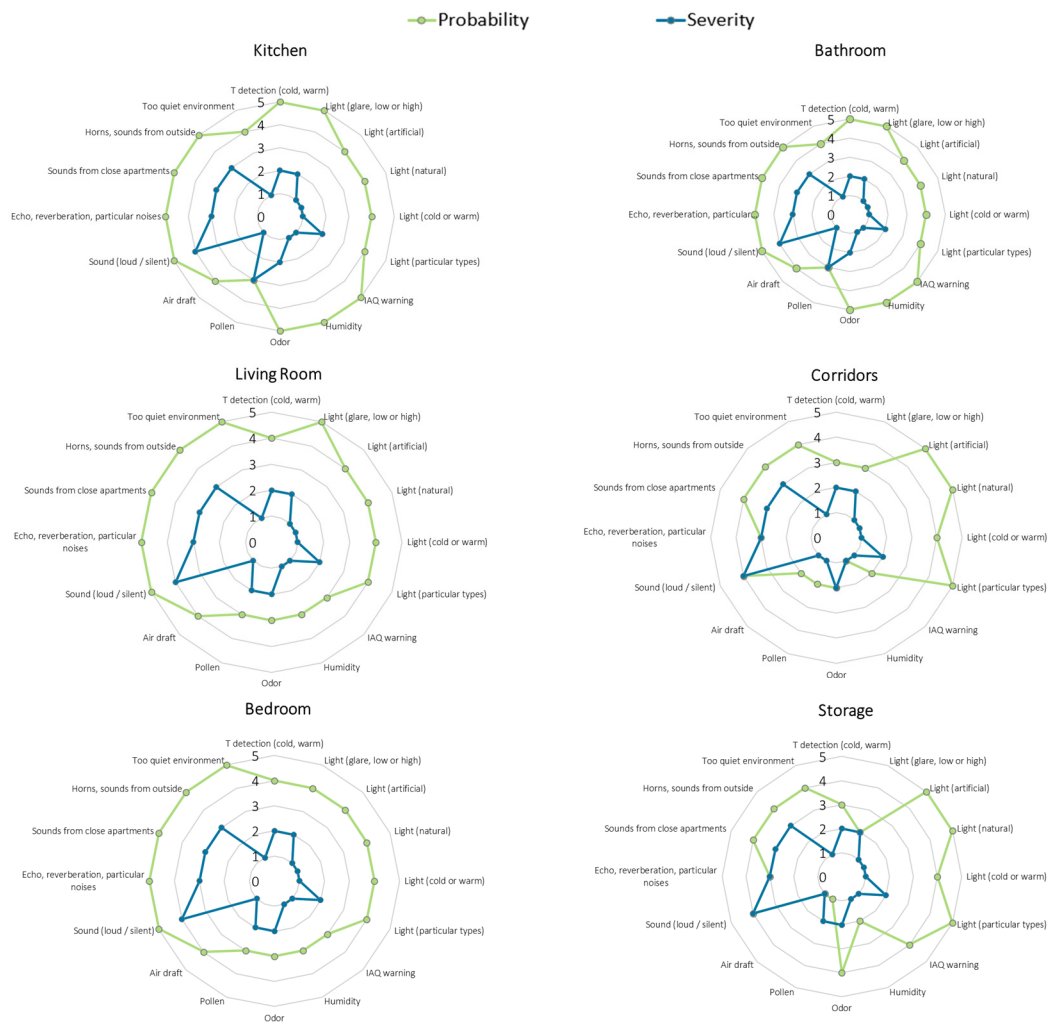 Probability Severity
Kitchen
T detection (cold, warm)
Too quiet environment
Light (glare, low or high)
Horns, sounds from outside
Light (artificial)
Sounds from close apartments
Light (natural)
Echo, reverberation, particular noises
Light (cold or warm)
Sound (loud / silent)
Light (particular types)
Air draft
IAQ warning
Pollen
Humidity
Odor
5
4
3
2
1
0
Bathroom
T detection (cold, warm)
Too quiet environment
Light (glare, low or high)
Horns, sounds from outside
Light (artificial)
Sounds from close apartments
Light (natural)
Echo, reverberation, particular
Light (cold or warm)
Sound (loud / silent)
Light (particular types)
Air draft
IAQ warning
Pollen
Humidity
Odor
5
4
3
2
1
0
Living Room
T detection (cold, warm)
Too quiet environment
Light (glare, low or high)
Horns, sounds from outside
Light (artificial)
Sounds from close apartments
Light (natural)
Echo, reverberation, particular
noises
Light (cold or warm)
Sound (loud / silent)
Light (particular types)
Air draft
IAQ warning
Pollen
Humidity
Odor
5
4
3
2
1
0
Corridors
T detection (cold, warm)
Too quiet environment
Light (glare, low or high)
Horns, sounds from outside
Light (artificial)
Sounds from close apartments
Light (natural)
Echo, reverberation, particular
noises
Light (cold or warm)
Sound (loud / silent)
Light (particular types)
Air draft
IAQ warning
Pollen
Humidity
Odor
5
4
3
2
1
0
Bedroom
T detection (cold, warm)
Too quiet environment
Light (glare, low or high)
Horns, sounds from outside
Light (artificial)
Sounds from close apartments
Light (natural)
Echo, reverberation, particular
noises
Light (cold or warm)
Sound (loud / silent)
Light (particular types)
Air draft
IAQ warning
Pollen
Humidity
Odor
5
4
3
2
1
0
Storage
T detection (cold, warm)
Too quiet environment
Light (glare, low or high)
Horns, sounds from outside
Light (artificial)
Sounds from close apartments
Light (natural)
Echo, reverberation, particular
noises
Light (cold or warm)
Sound (loud / silent)
Light (particular types)
Air draft
IAQ warning
Pollen
Humidity
Odor
5
4
3
2
1
0